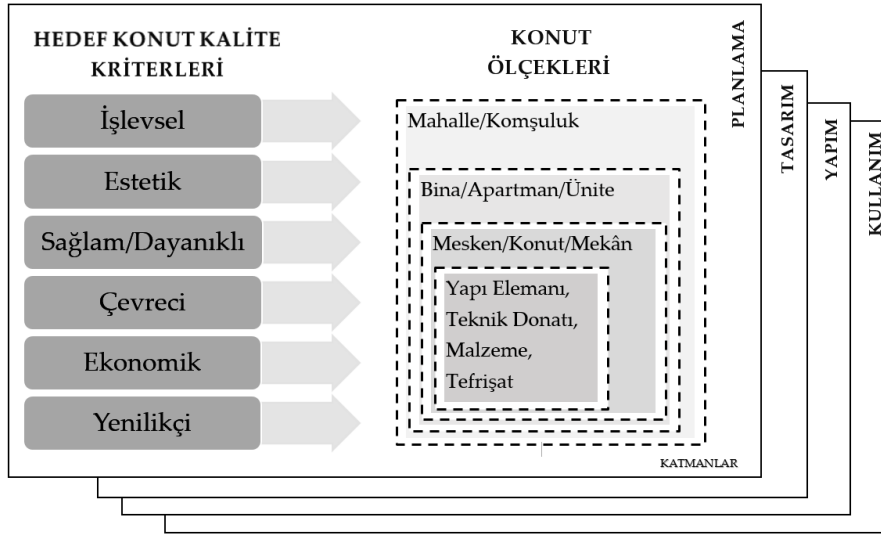 HEDEF KONUT KALİTE
KRİTERLERİ
İşlevsel
Estetik
Sağlam/Dayanıklı
Çevreci
Ekonomik
Yenilikçi
KONUT
ÖLÇEKLERİ
Mahalle/Komşuluk
Bina/Apartman/Ünite
Mesken/Konut/Mekân
Yapı Elemanı,
Teknik Donatı,
Malzeme,
Tefrişat
KATMANLAR
PLANLAMA
TASARIM
YAPIM
KULLANIM